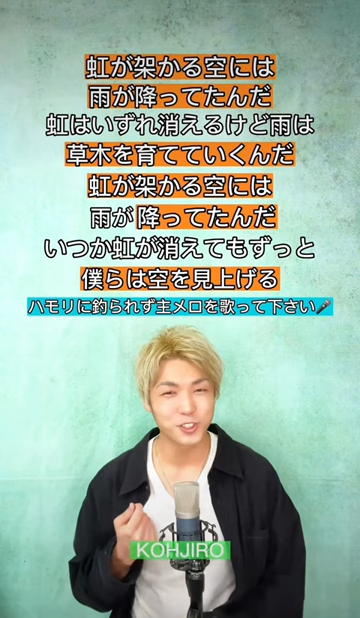 虹が架かる空には
雨が降ってたんだ
虹はいずれ消えるけど雨は
草木を育てていくんだ
虹が架かる空には
雨が降ってたんだ
いつか虹が消えてもずっと
僕らは空を見上げる
ハモリに釣られず主メロを歌って下さい🎤
KOHJIRO